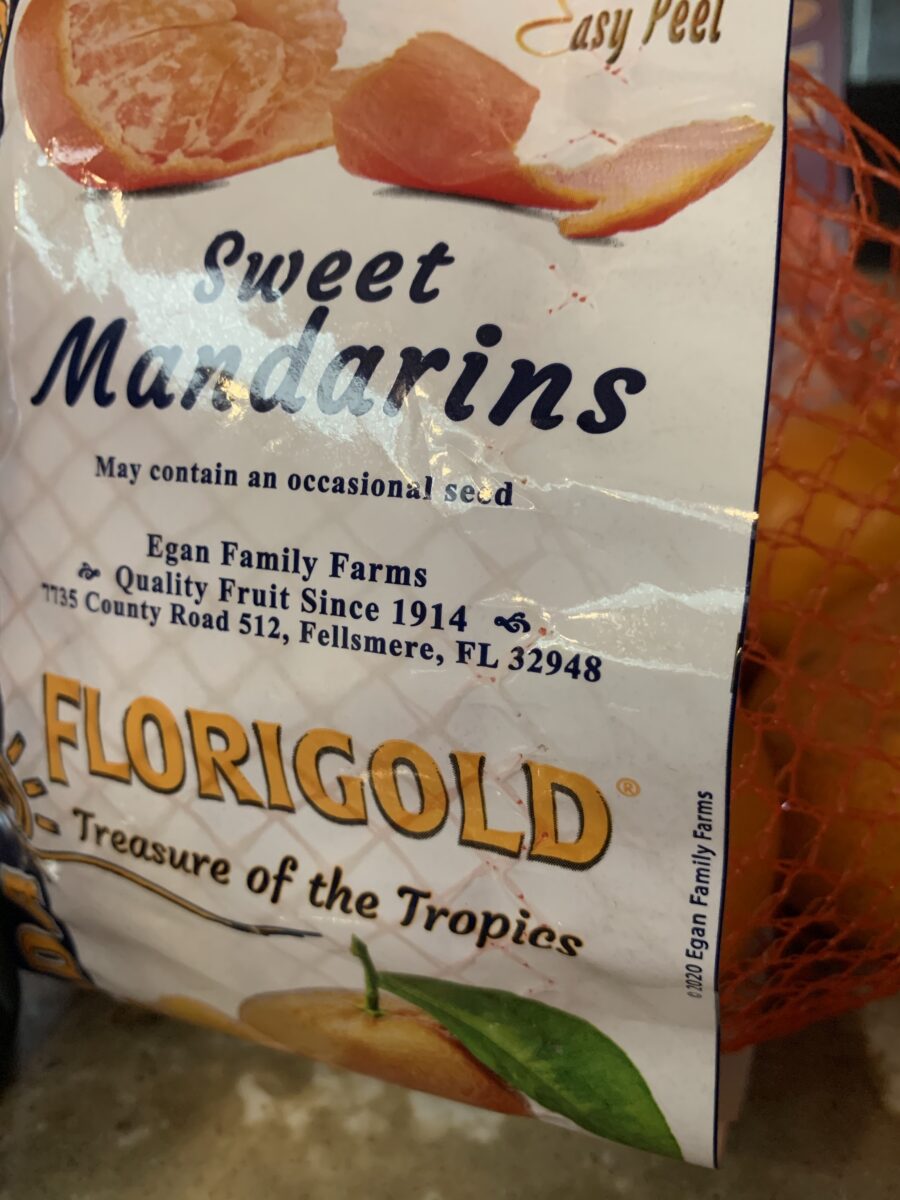 Easy Peel
Sweet
Mandarins
May contain an occasional seed
Egan Family Farms
Quality Fruit Since 1914
7735 County Road 512, Fellsmere, FL 32948
FLORIGOLD®
Treasure of the Tropics
©2020 Egan Family Farms
DA